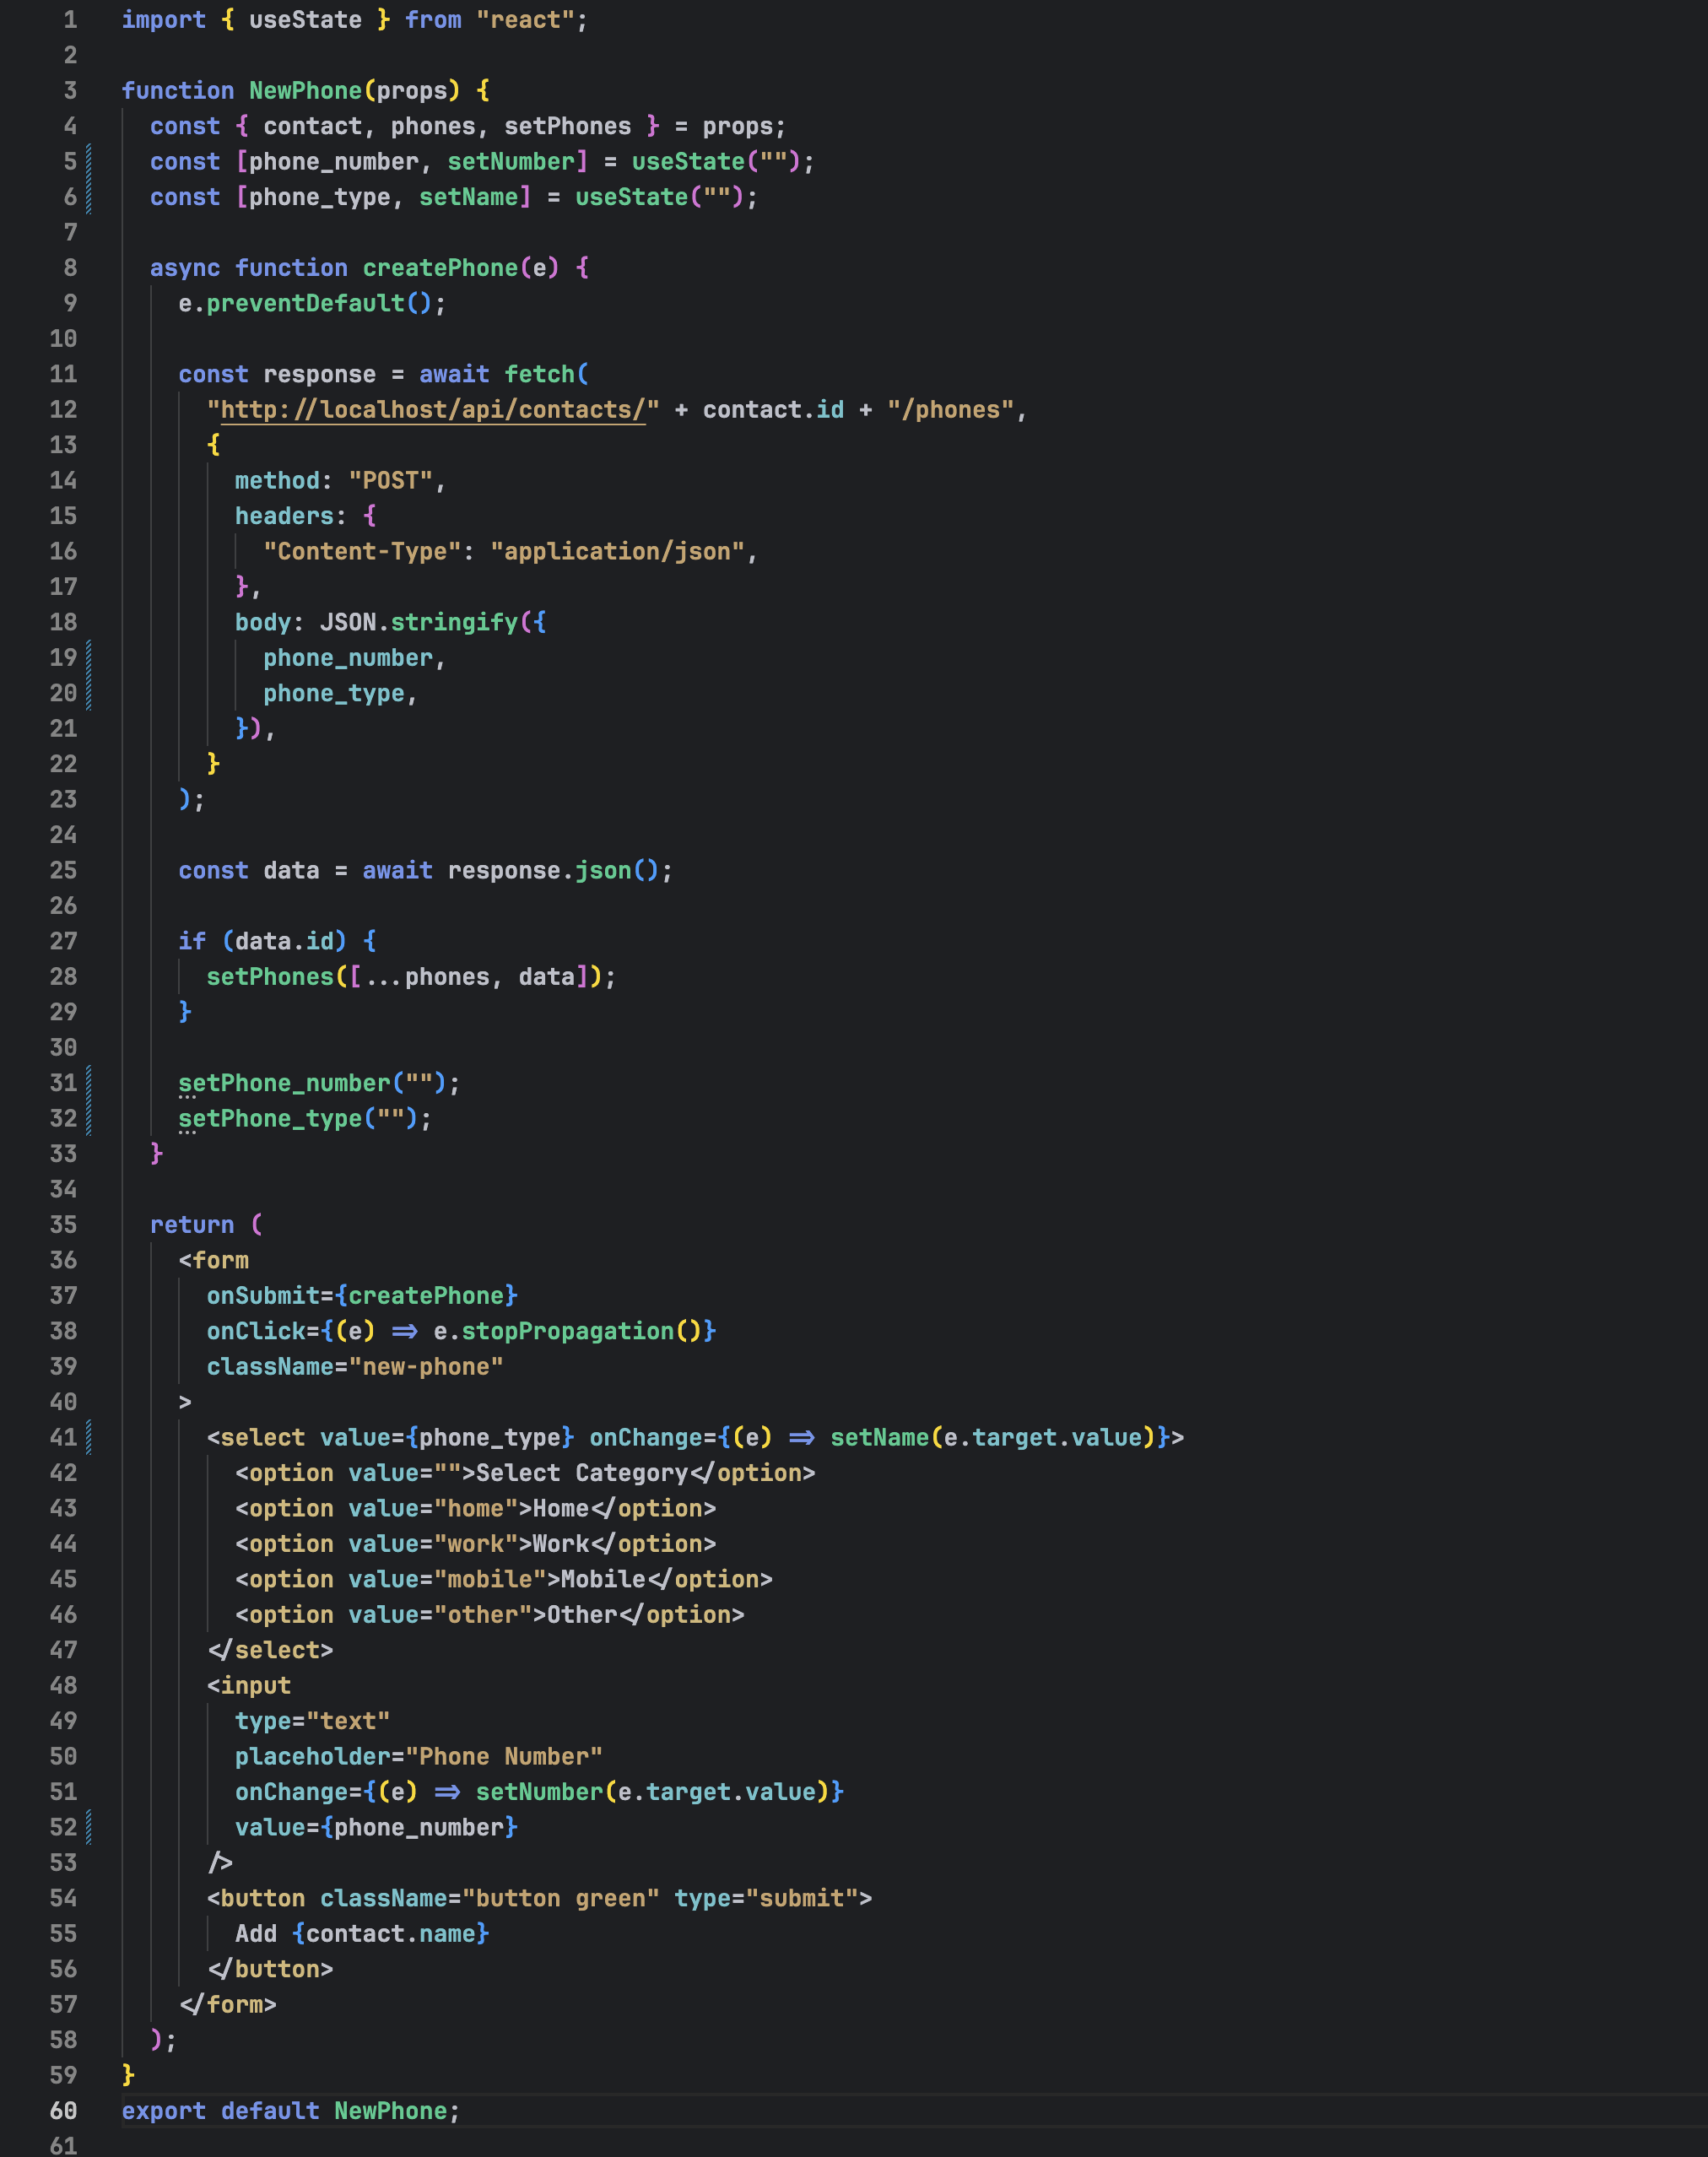 1 import { useState } from "react";
2
3 function NewPhone(props) {
4   const { contact, phones, setPhones } = props;
5   const [phone_number, setNumber] = useState("");
6   const [phone_type, setName] = useState("");
7
8   async function createPhone(e) {
9     e.preventDefault();
10
11     const response = await fetch(
12       "http://localhost/api/contacts/" + contact.id + "/phones",
13       {
14         method: "POST",
15         headers: {
16           "Content-Type": "application/json",
17         },
18         body: JSON.stringify({
19           phone_number,
20           phone_type,
21         }),
22       }
23     );
24
25     const data = await response.json();
26
27     if (data.id) {
28       setPhones([...phones, data]);
29     }
30
31     setPhone_number("");
32     setPhone_type("");
33   }
34
35   return (
36     <form
37       onSubmit={createPhone}
38       onClick={(e) => e.stopPropagation()}
39       className="new-phone"
40     >
41       <select value={phone_type} onChange={(e) => setName(e.target.value)}>
42         <option value="">Select Category</option>
43         <option value="home">Home</option>
44         <option value="work">Work</option>
45         <option value="mobile">Mobile</option>
46         <option value="other">Other</option>
47       </select>
48       <input
49         type="text"
50         placeholder="Phone Number"
51         onChange={(e) => setNumber(e.target.value)}
52         value={phone_number}
53       />
54       <button className="button green" type="submit">
55         Add {contact.name}
56       </button>
57     </form>
58   );
59 }
60 export default NewPhone;
61